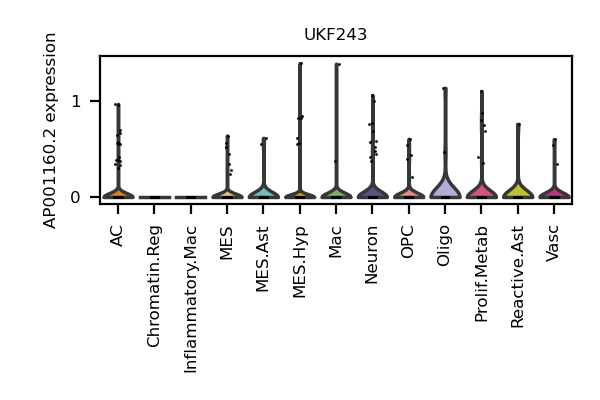 UKF243
AP001160.2 expression
1
0
AC
Chromatin.Reg
Inflammatory.Mac
MES
MES.Ast
MES.Hyp
Mac
Neuron
OPC
Oligo
Prolif.Metab
Reactive.Ast
Vasc